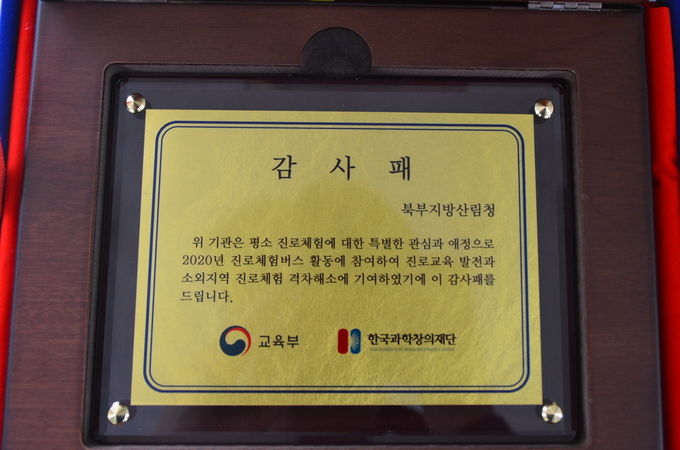 감 사 패
북부지방산림청
위 기관은 평소 진로체험에 대한 특별한 관심과 애정으로
2020년 진로체험버스 활동에 참여하여 진로교육 발전과
소외지역 진로체험 격차해소에 기여하였기에 이 감사패를
드립니다.
교육부
한국과학창의재단